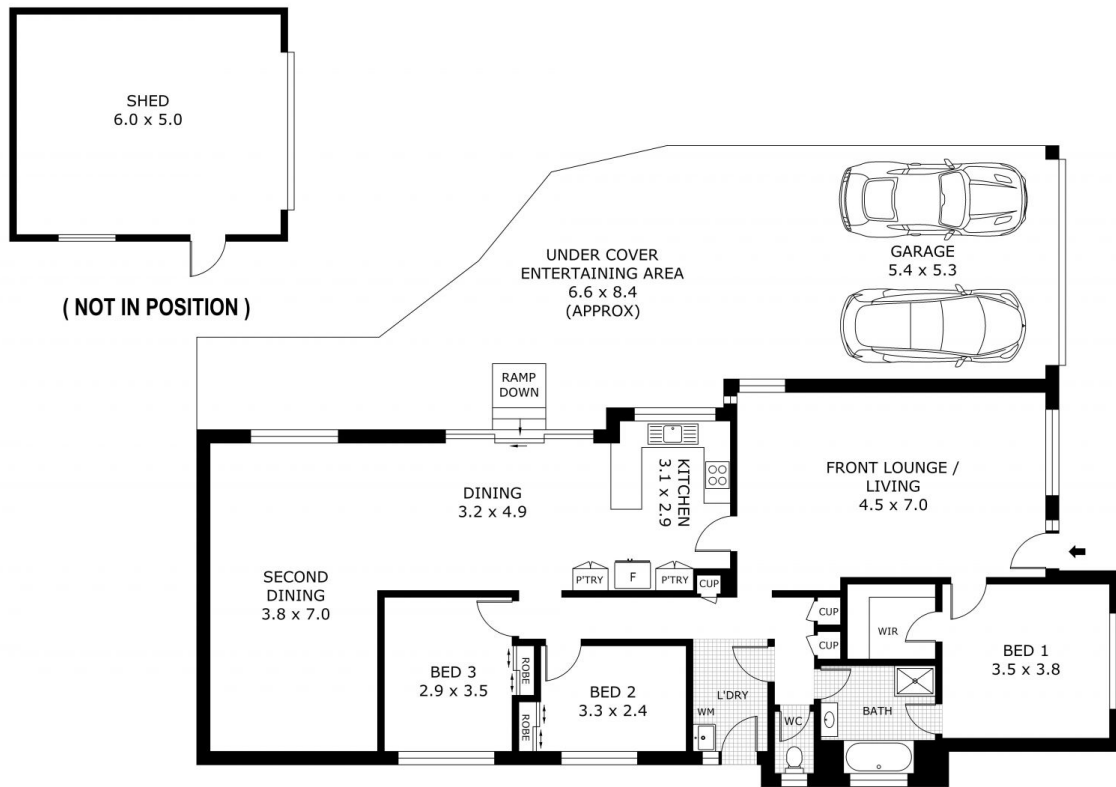 SHED
6.0 x 5.0
( NOT IN POSITION )
UNDER COVER
ENTERTAINING AREA
6.6 x 8.4
(APPROX)
GARAGE
5.4 x 5.3
RAMP
DOWN
KITCHEN
3.1 x 2.9
FRONT LOUNGE /
LIVING
4.5 x 7.0
DINING
3.2 x 4.9
SECOND
DINING
3.8 x 7.0
P'TRY
F
P'TRY
CUP
CUP
CUP
WIR
BED 1
3.5 x 3.8
BED 3
2.9 x 3.5
ROBE
ROBE
BED 2
3.3 x 2.4
L'DRY
WM
WC
BATH